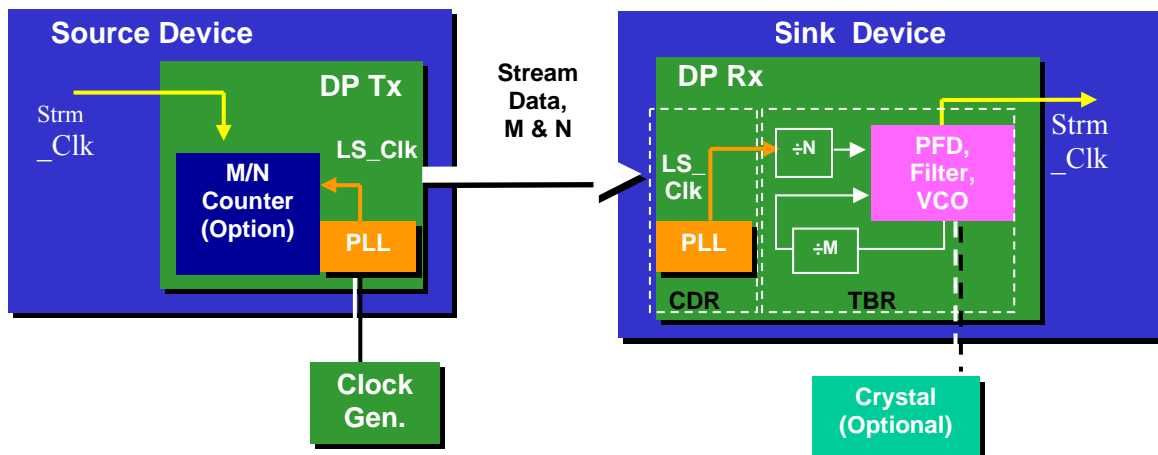 Source Device
DP Tx
Strm
_Clk
LS_Clk
M/N
Counter
(Option)
PLL
Clock
Gen.
Stream
Data,
M & N
Sink Device
DP Rx
LS_
Clk
PLL
CDR
÷N
÷M
PFD,
Filter,
VCO
TBR
Strm
_Clk
Crystal
(Optional)